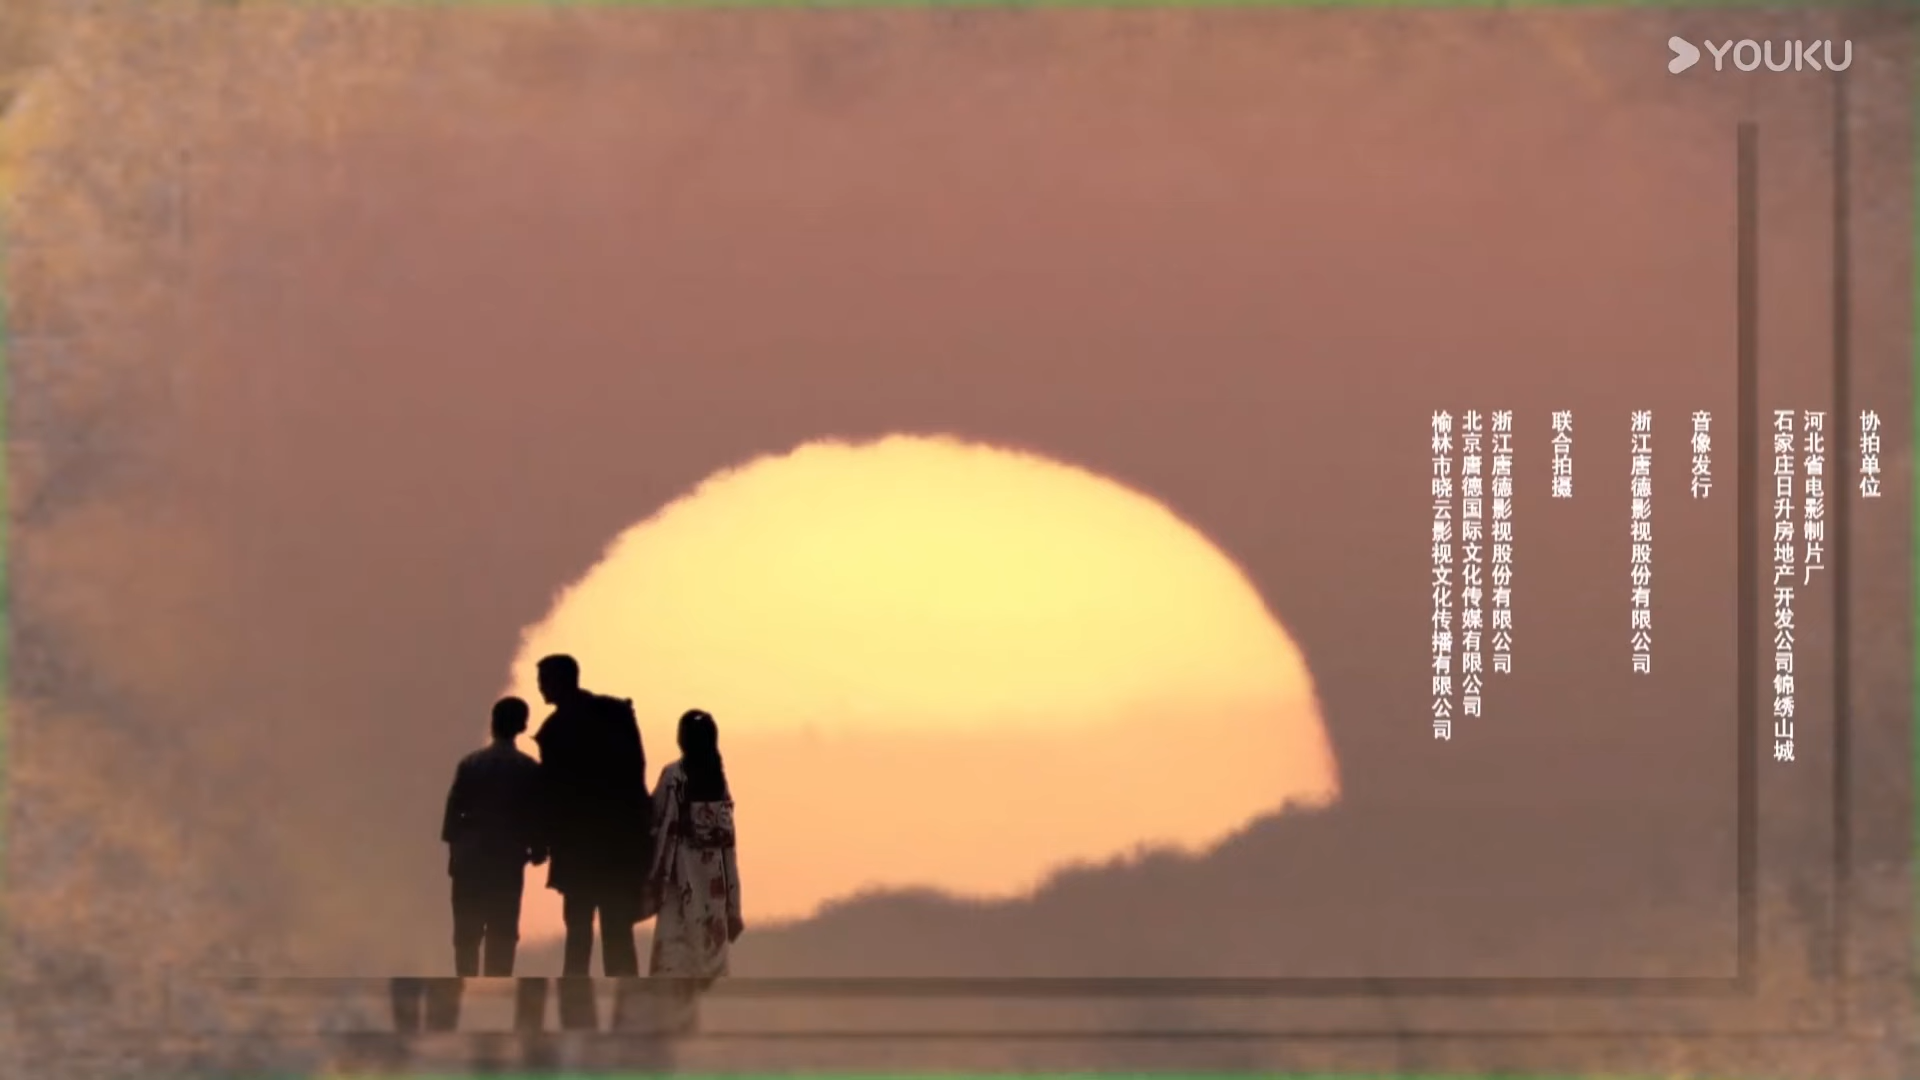 YOUKU
协拍单位
河北省电影制片厂
石家庄日升房地产开发公司锦绣山城
音像发行
浙江唐德影视股份有限公司
联合拍摄
浙江唐德影视股份有限公司
北京唐德国际文化传媒有限公司
榆林市晓云影视文化传播有限公司